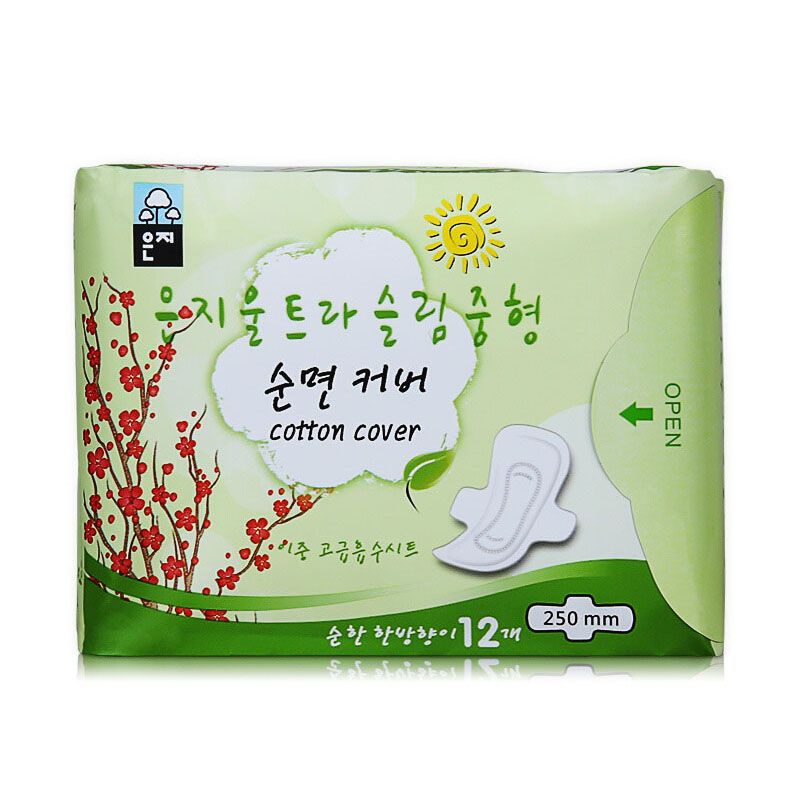 은지
은지울트라슬림중형
순면 커버
cotton cover
OPEN
이중 고급흡수시트
순한 한방향이 12개
250 mm